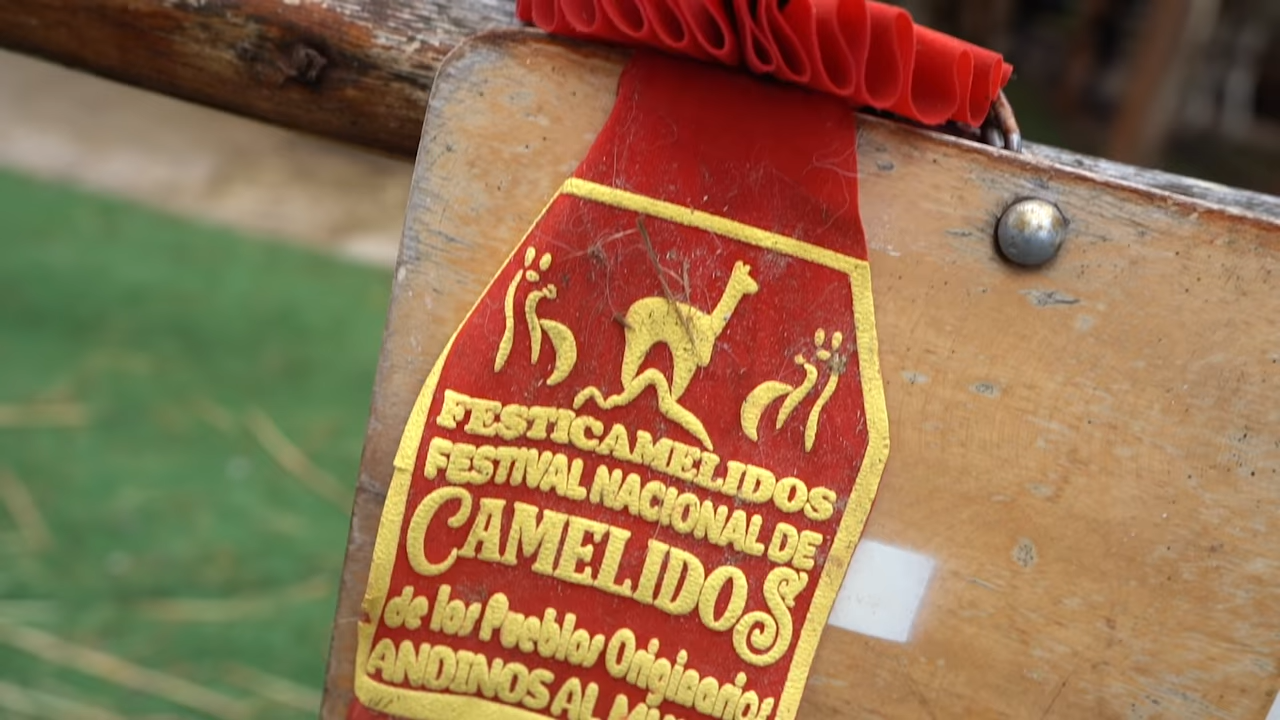 FESTICAMELIDOS
FESTIVAL NACIONAL DE
CAMELIDOS
de los Pueblos Originarios
ANDINOS AL